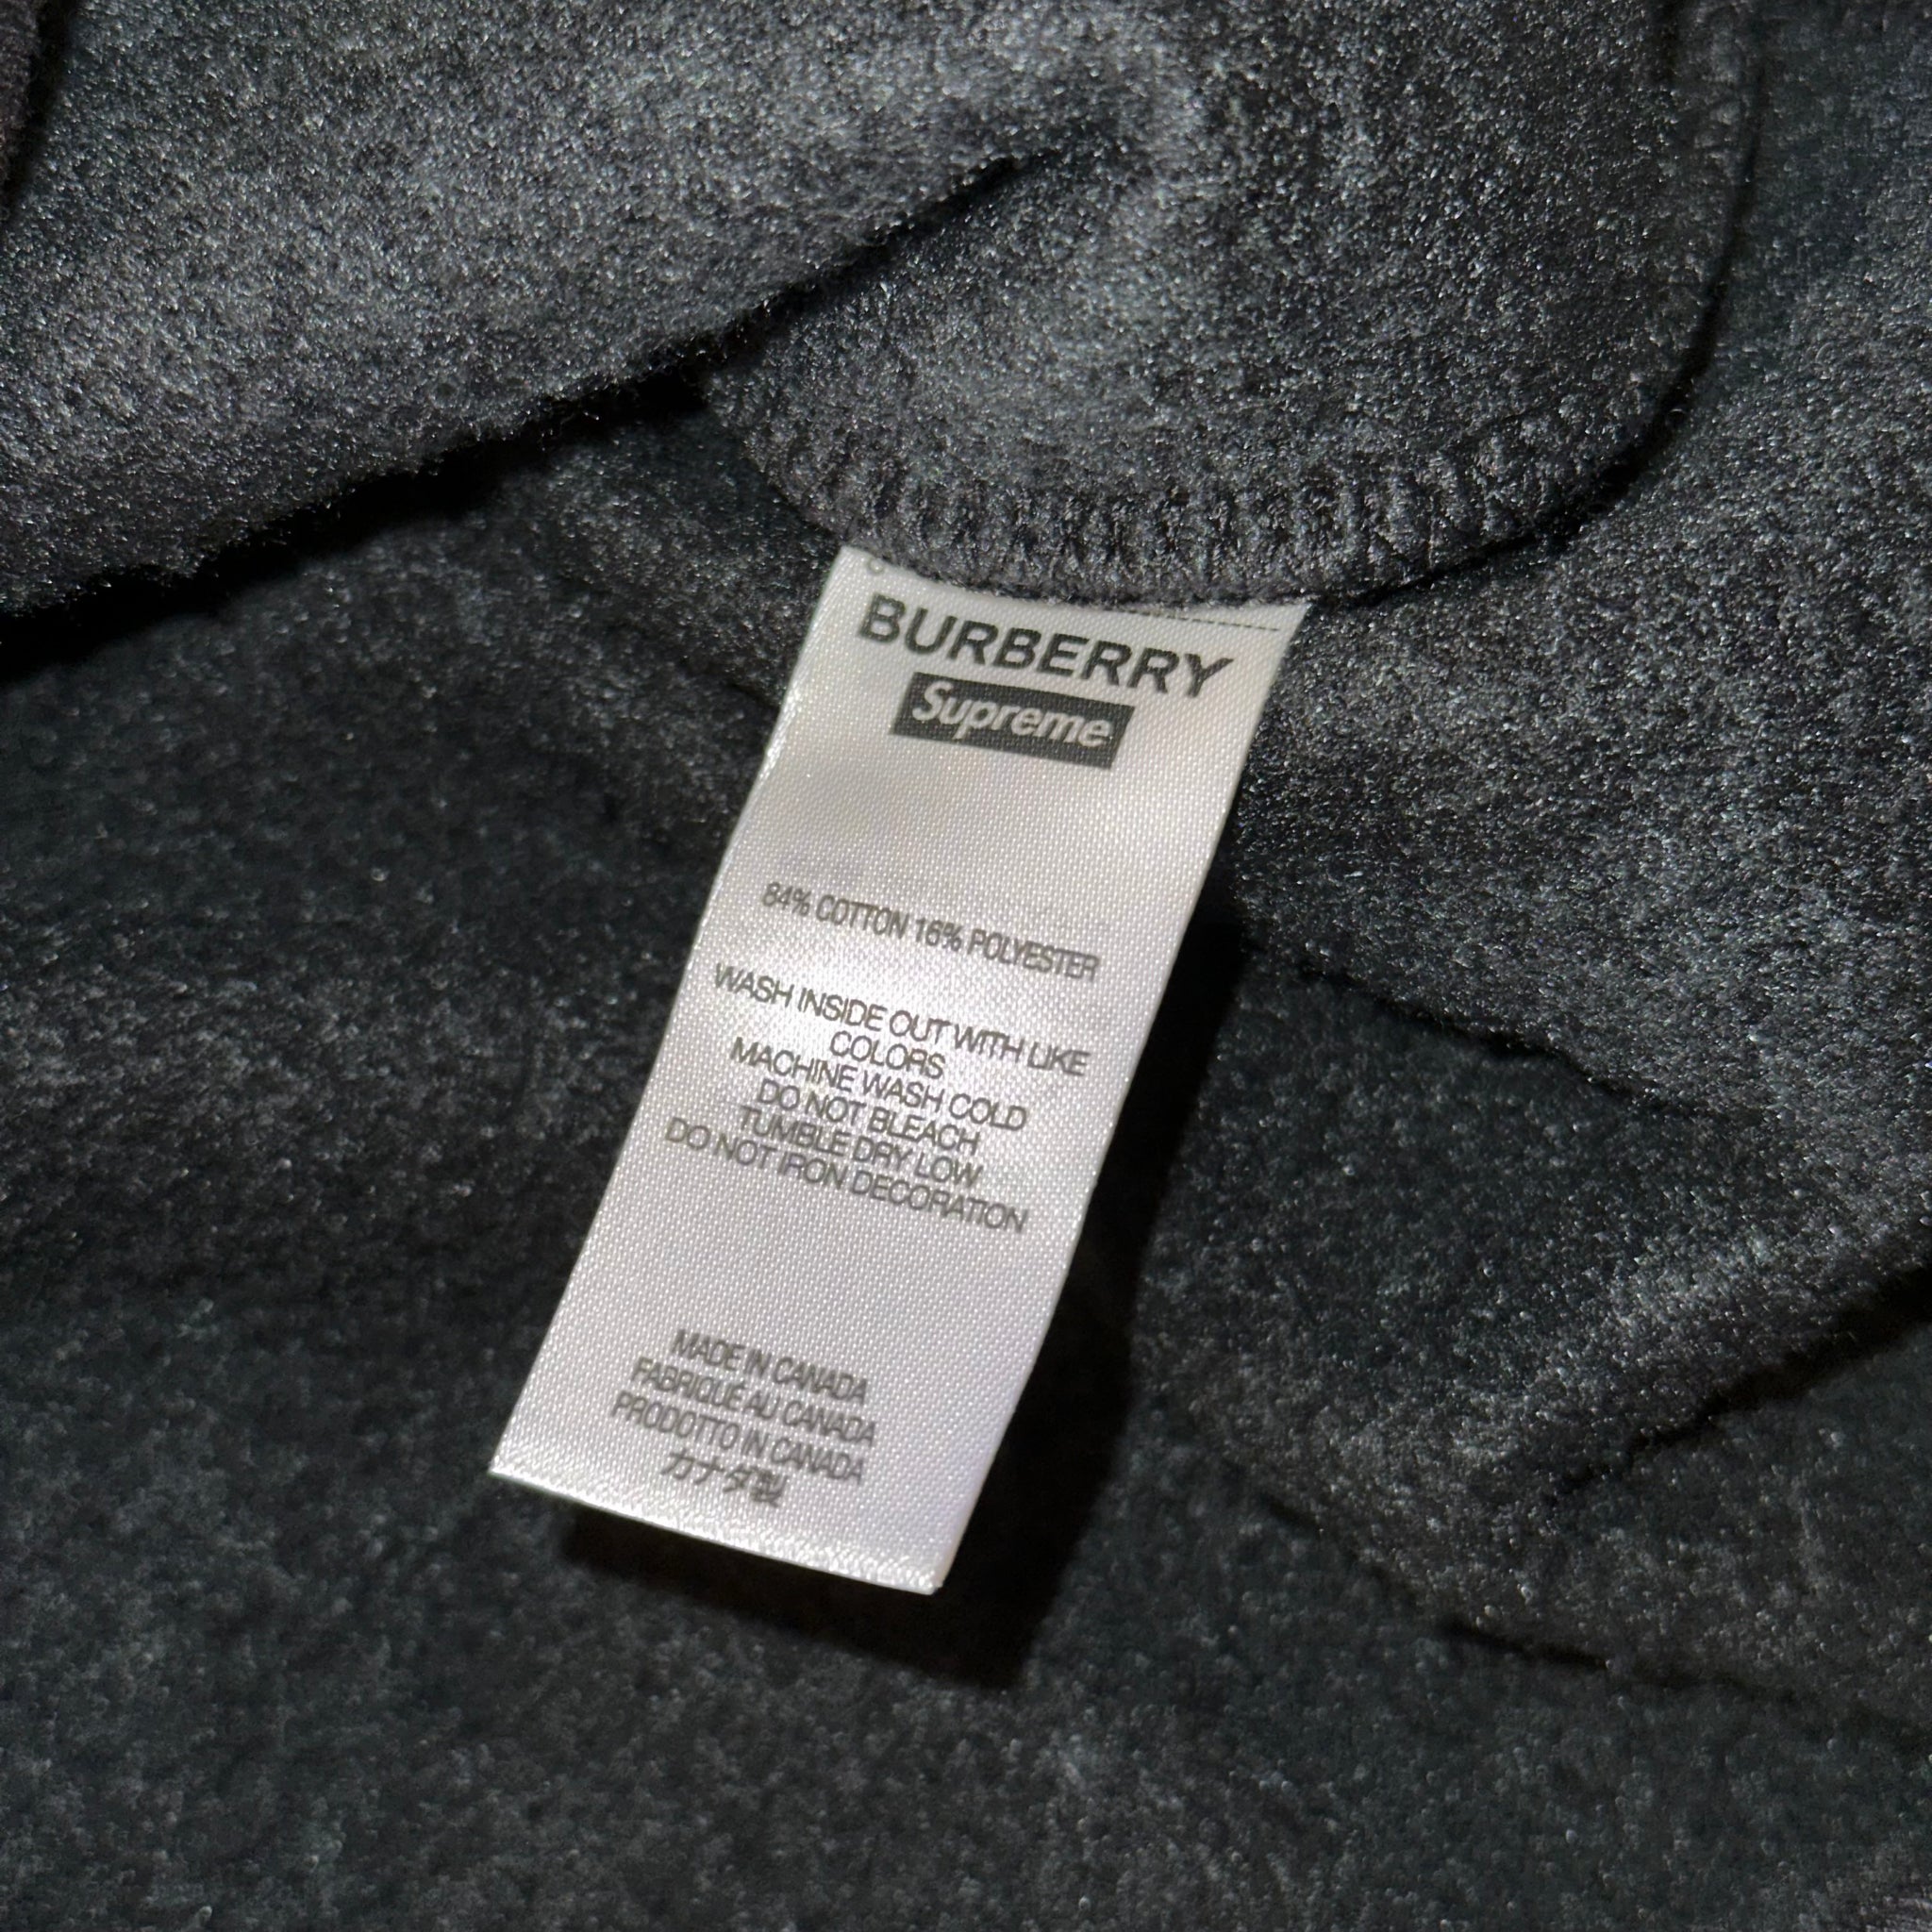 BURBERRY
Supreme
84% COTTON 16% POLYESTER
WASH INSIDE OUT WITH LIKE
COLORS
MACHINE WASH COLD
DO NOT BLEACH
TUMBLE DRY LOW
DO NOT IRON DECORATION
MADE IN CANADA
FABRIQUÉ AU CANADA
PRODOTTO IN CANADA
カナダ製